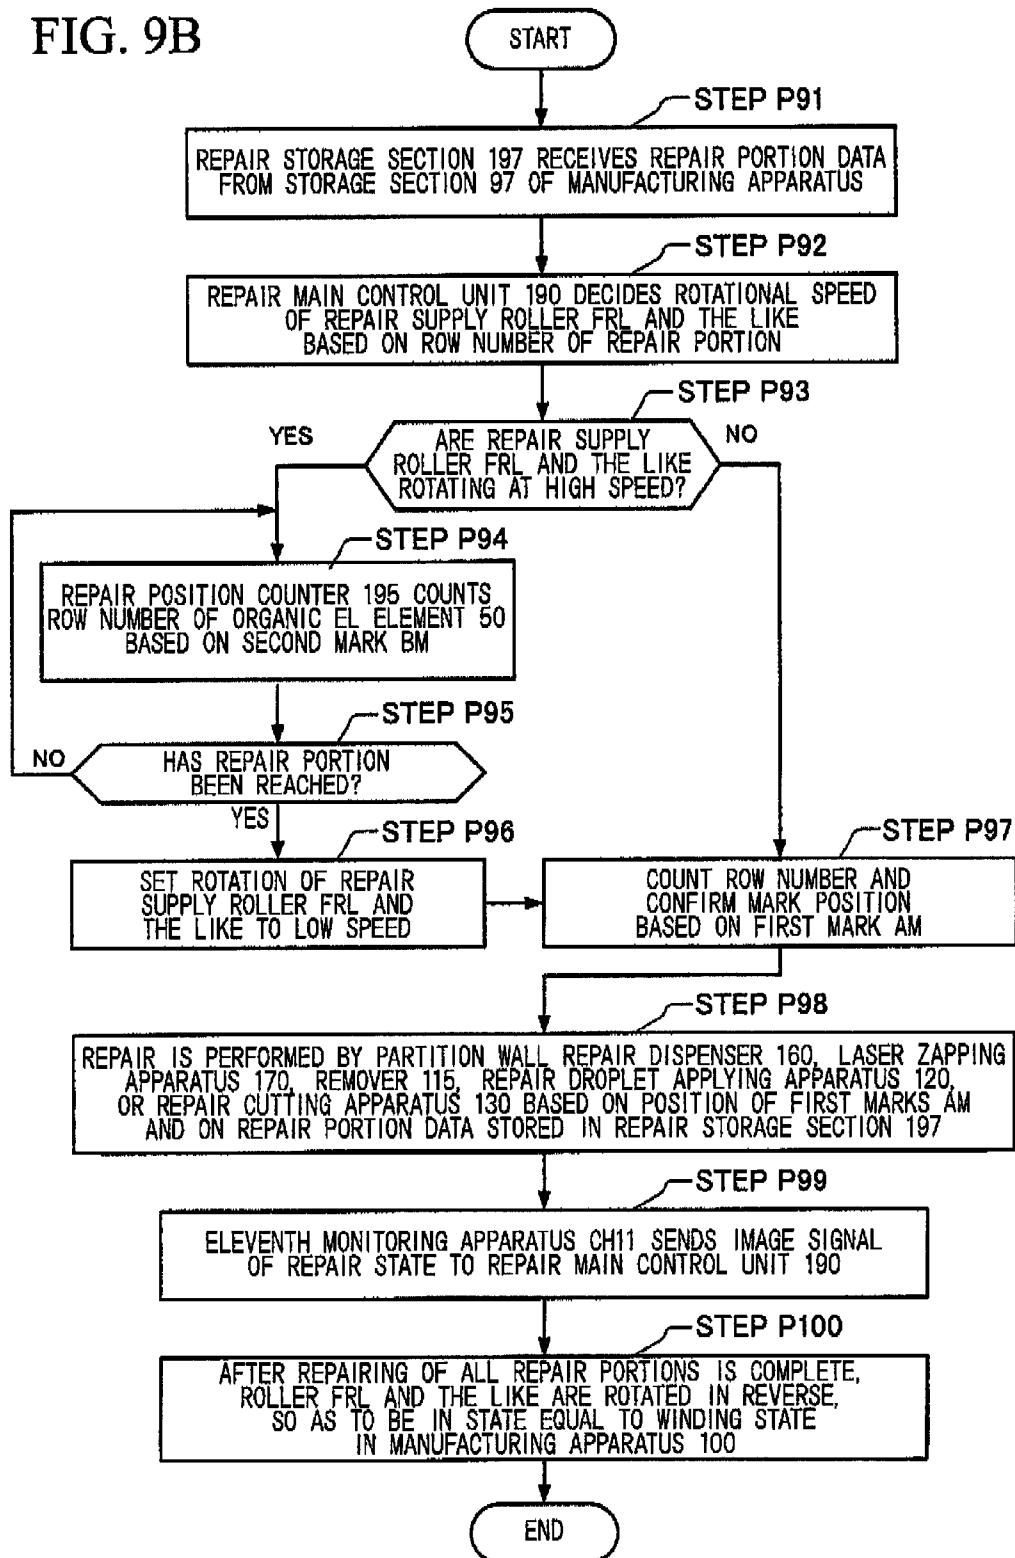 FIG. 9B
START
STEP P91
REPAIR STORAGE SECTION 197 RECEIVES REPAIR PORTION DATA
FROM STORAGE SECTION 97 OF MANUFACTURING APPARATUS
STEP P92
REPAIR MAIN CONTROL UNIT 190 DECIDES ROTATIONAL SPEED
OF REPAIR SUPPLY ROLLER FRL AND THE LIKE
BASED ON ROW NUMBER OF REPAIR PORTION
STEP P93
YES
ARE REPAIR SUPPLY
ROLLER FRL AND THE LIKE
ROTATING AT HIGH SPEED?
NO
STEP P94
REPAIR POSITION COUNTER 195 COUNTS
ROW NUMBER OF ORGANIC EL ELEMENT 50
BASED ON SECOND MARK BM
STEP P95
NO
HAS REPAIR PORTION
BEEN REACHED?
YES
STEP P96
SET ROTATION OF REPAIR
SUPPLY ROLLER FRL AND
THE LIKE TO LOW SPEED
STEP P97
COUNT ROW NUMBER AND
CONFIRM MARK POSITION
BASED ON FIRST MARK AM
STEP P98
REPAIR IS PERFORMED BY PARTITION WALL REPAIR DISPENSER 160, LASER ZAPPING
APPARATUS 170, REMOVER 115, REPAIR DROPLET APPLYING APPARATUS 120,
OR REPAIR CUTTING APPARATUS 130 BASED ON POSITION OF FIRST MARKS AM
AND ON REPAIR PORTION DATA STORED IN REPAIR STORAGE SECTION 197
STEP P99
ELEVENTH MONITORING APPARATUS CH11 SENDS IMAGE SIGNAL
OF REPAIR STATE TO REPAIR MAIN CONTROL UNIT 190
STEP P100
AFTER REPAIRING OF ALL REPAIR PORTIONS IS COMPLETE,
ROLLER FRL AND THE LIKE ARE ROTATED IN REVERSE,
SO AS TO BE IN STATE EQUAL TO WINDING STATE
IN MANUFACTURING APPARATUS 100
END